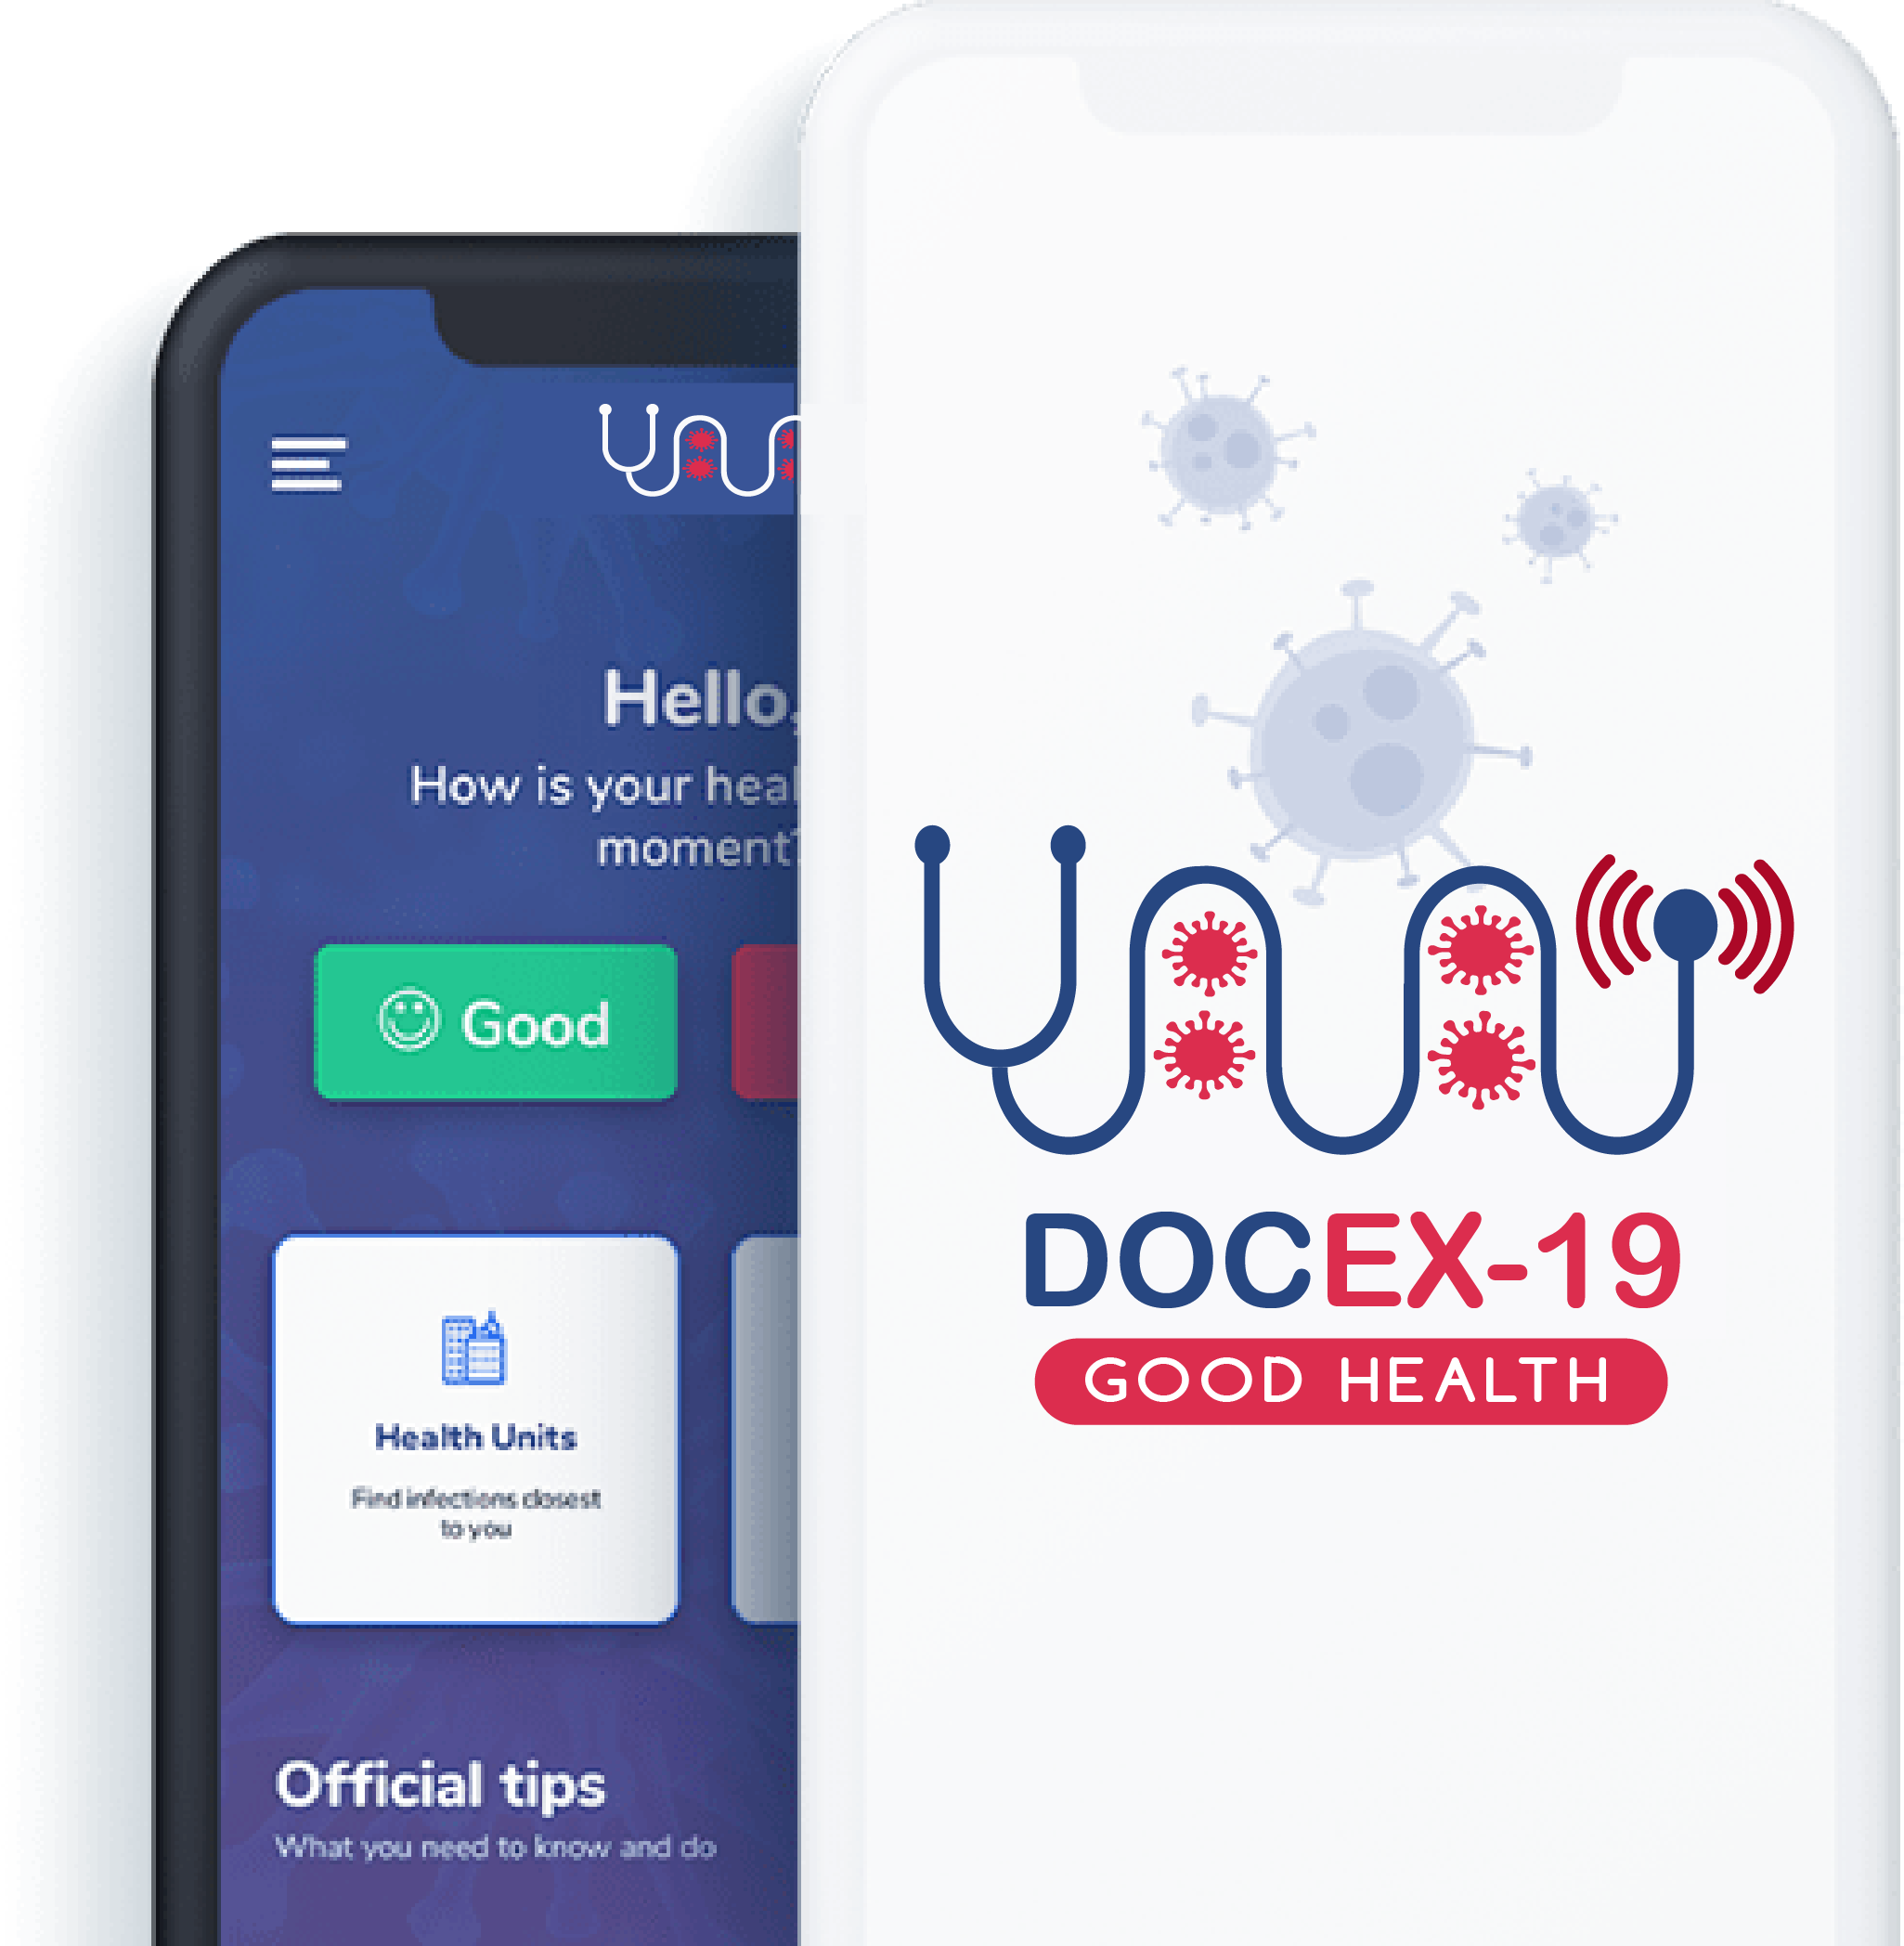 Hello,
How is your heal
moment?
Good
Health Units
Find infections closest
to you
Official tips
What you need to know and do
DOCEX-19
GOOD HEALTH